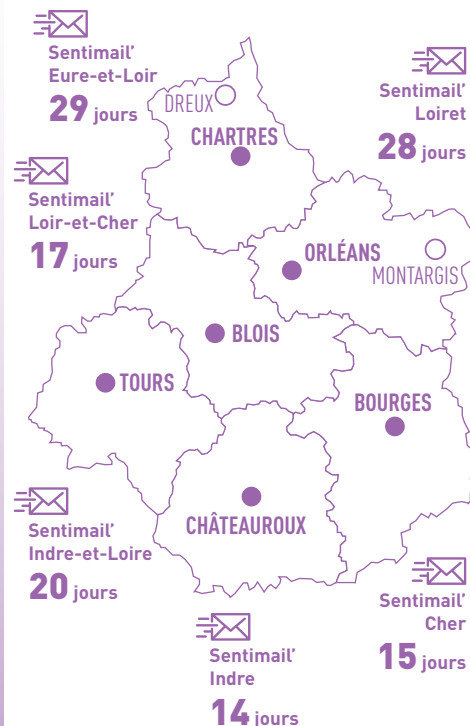 Sentimail’
Eure-et-Loir
29 jours
Sentimail’
Loiret
28 jours
DREUX
CHARTRES
Sentimail’
Loir-et-Cher
17 jours
ORLÉANS
MONTARGIS
BLOIS
TOURS
BOURGES
CHÂTEAUROUX
Sentimail’
Indre-et-Loire
20 jours
Sentimail’
Cher
15 jours
Sentimail’
Indre
14 jours